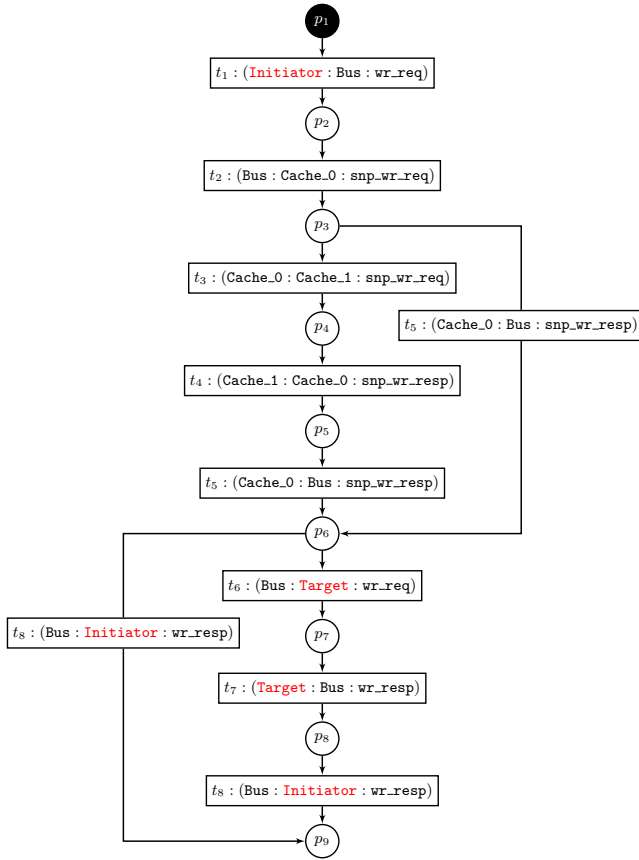 p₁
t₁ : (Initiator : Bus : wr_req)
p₂
t₂ : (Bus : Cache_0 : snp_wr_req)
p₃
t₃ : (Cache_0 : Cache_1 : snp_wr_req)
p₄
t₅ : (Cache_0 : Bus : snp_wr_resp)
t₄ : (Cache_1 : Cache_0 : snp_wr_resp)
p₅
t₅ : (Cache_0 : Bus : snp_wr_resp)
p₆
t₆ : (Bus : Target : wr_req)
t₈ : (Bus : Initiator : wr_resp)
p₇
t₇ : (Target : Bus : wr_resp)
p₈
t₈ : (Bus : Initiator : wr_resp)
p₉